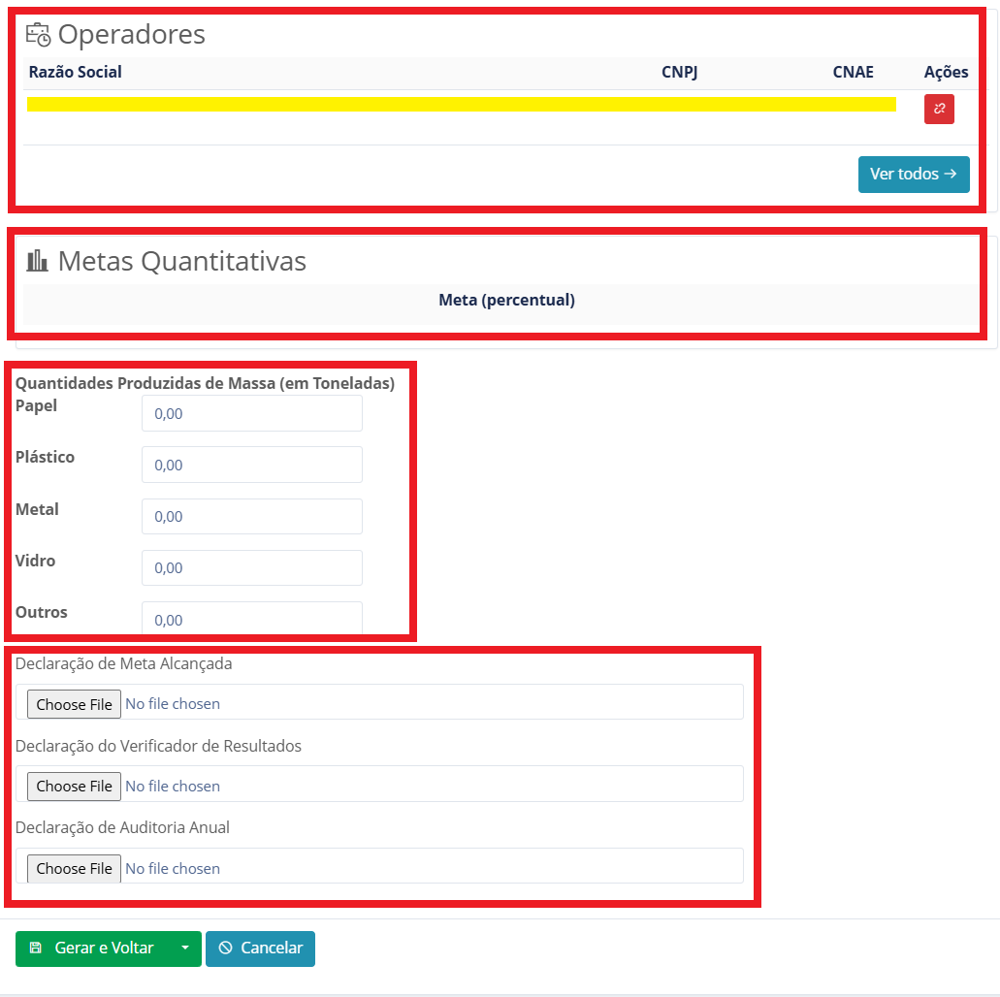 Operadores
Razão Social CNPJ CNAE Ações
Ver todos →
Metas Quantitativas
Meta (percentual)
Quantidades Produzidas de Massa (em Toneladas)
Papel 0,00
Plástico 0,00
Metal 0,00
Vidro 0,00
Outros 0,00
Declaração de Meta Alcançada
Choose File No file chosen
Declaração do Verificador de Resultados
Choose File No file chosen
Declaração de Auditoria Anual
Choose File No file chosen
Gerar e Voltar Cancelar